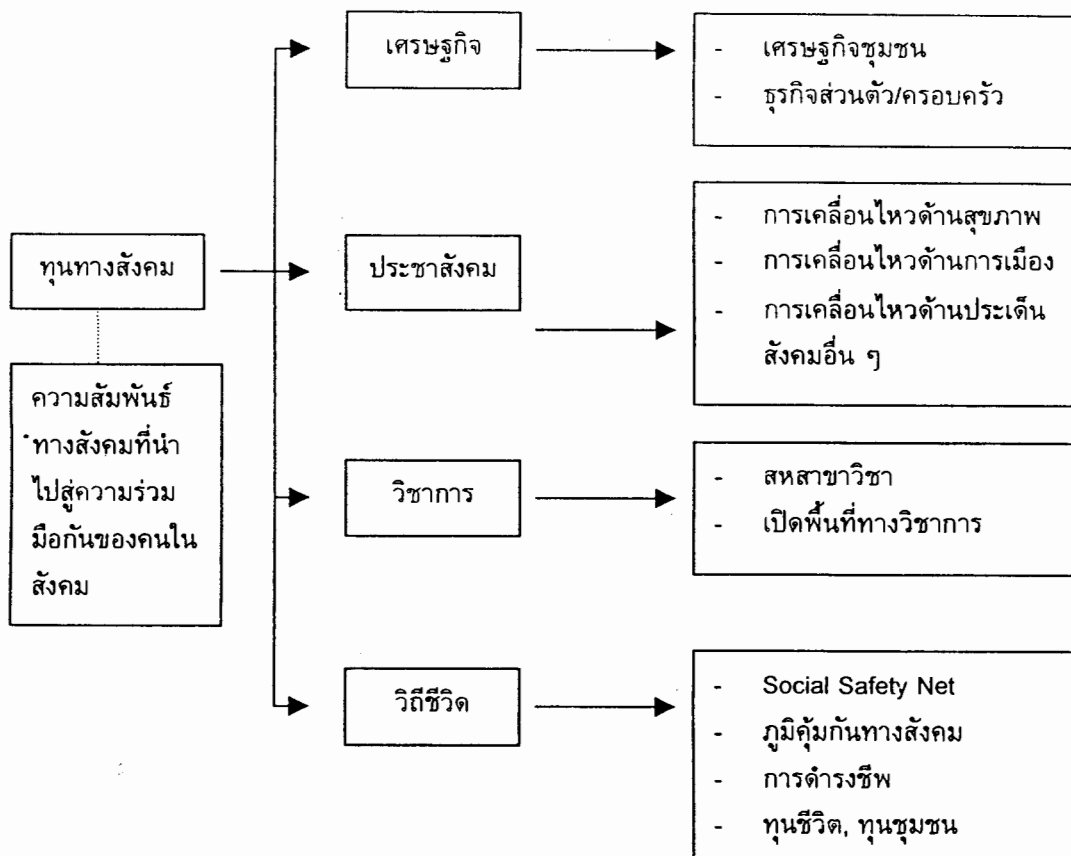 เศรษฐกิจ
- เศรษฐกิจชุมชน
- ธุรกิจส่วนตัว/ครอบครัว
ทุนทางสังคม
ความสัมพันธ์
ทางสังคมที่นำ
ไปสู่ความร่วม
มือกันของคนใน
สังคม
ประชาสังคม
- การเคลื่อนไหวด้านสุขภาพ
- การเคลื่อนไหวด้านการเมือง
- การเคลื่อนไหวด้านประเด็น
สังคมอื่น ๆ
วิชาการ
- สหสาขาวิชา
- เปิดพื้นที่ทางวิชาการ
วิถีชีวิต
- Social Safety Net
- ภูมิคุ้มกันทางสังคม
- การดำรงชีพ
- ทุนชีวิต, ทุนชุมชน